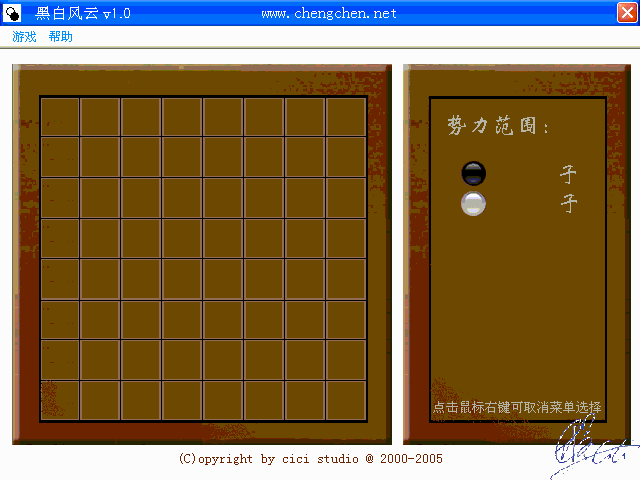 黑白风云 v1.0 www.chengchen.net
游戏 帮助
势力范围：
子
子
点击鼠标右键可取消菜单选择
(C)opyright by cici studio @ 2000-2005